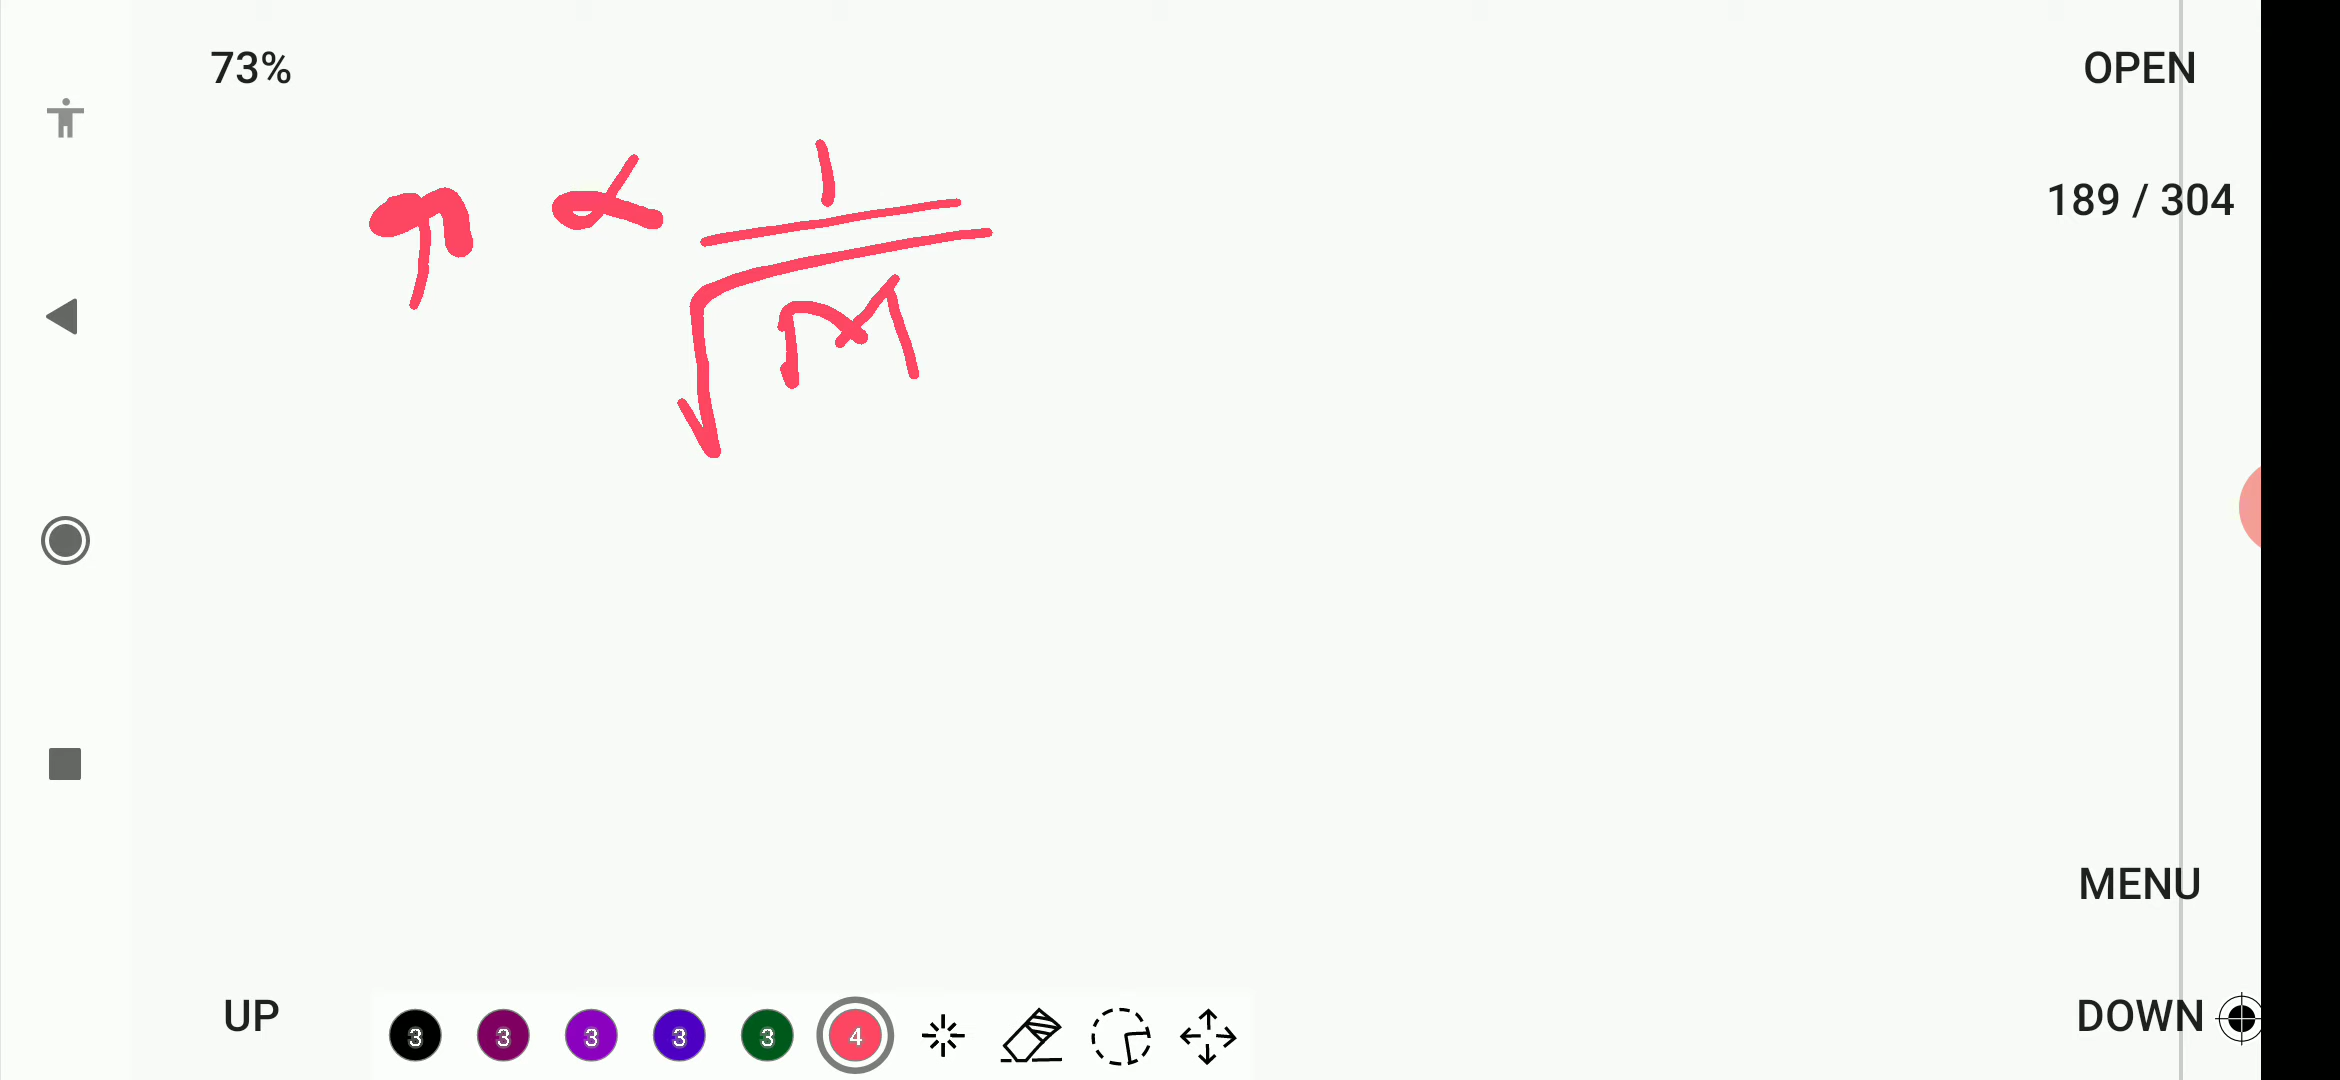 73%
OPEN
189 / 304
r ∝ 1/√M
MENU
UP
3 3 3 3 3 4
DOWN